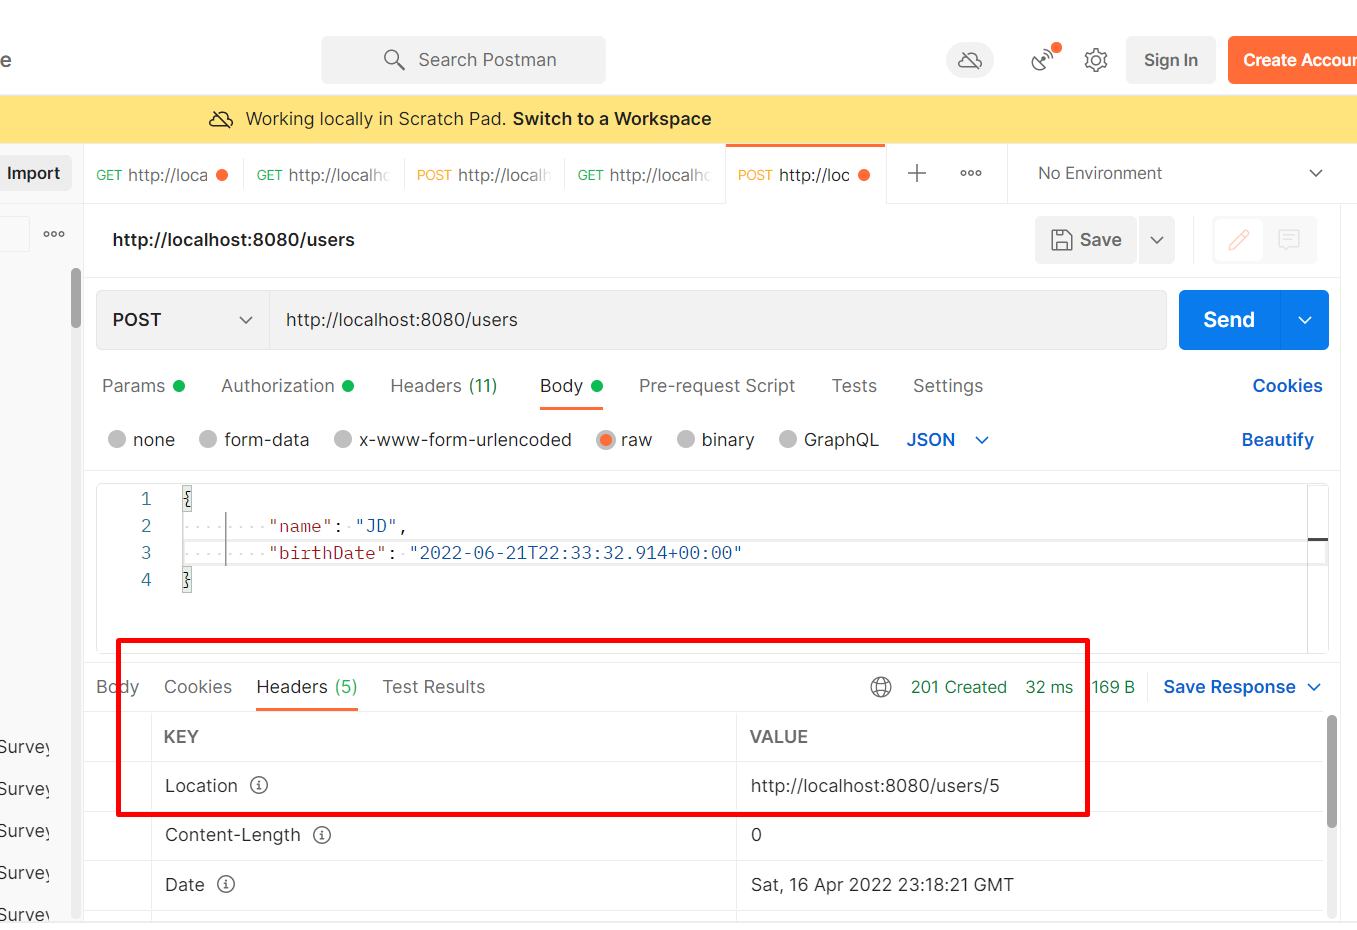 e
Search Postman
Sign In
Create Accoun
Working locally in Scratch Pad. Switch to a Workspace
Import
GET http://loca
GET http://localho
POST http://localh
GET http://localho
POST http://loc
No Environment
http://localhost:8080/users
Save
POST
http://localhost:8080/users
Send
Params
Authorization
Headers (11)
Body
Pre-request Script
Tests
Settings
Cookies
none
form-data
x-www-form-urlencoded
raw
binary
GraphQL
JSON
Beautify
1 {
2 "name": "JD",
3 "birthDate": "2022-06-21T22:33:32.914+00:00"
4 }
Body
Cookies
Headers (5)
Test Results
201 Created
32 ms
169 B
Save Response
KEY
VALUE
Location
http://localhost:8080/users/5
Content-Length
0
Date
Sat, 16 Apr 2022 23:18:21 GMT
Survey
Survey
Survey
Survey
Survey